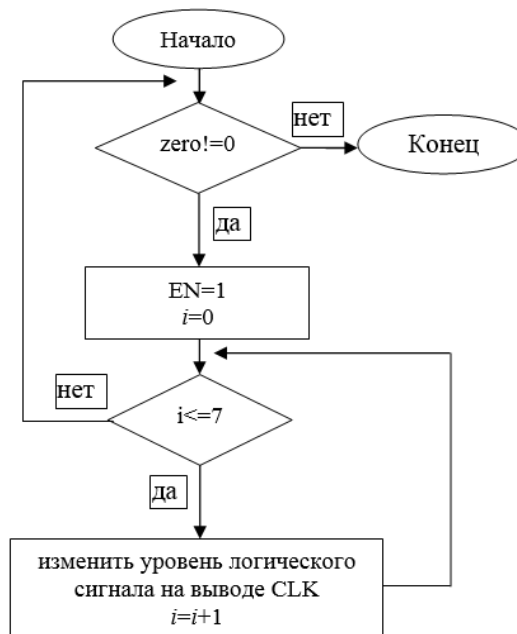 Начало
zero!=0
нет
Конец
да
EN=1
i=0
нет
i<=7
да
изменить уровень логического
сигнала на выводе CLK
i=i+1